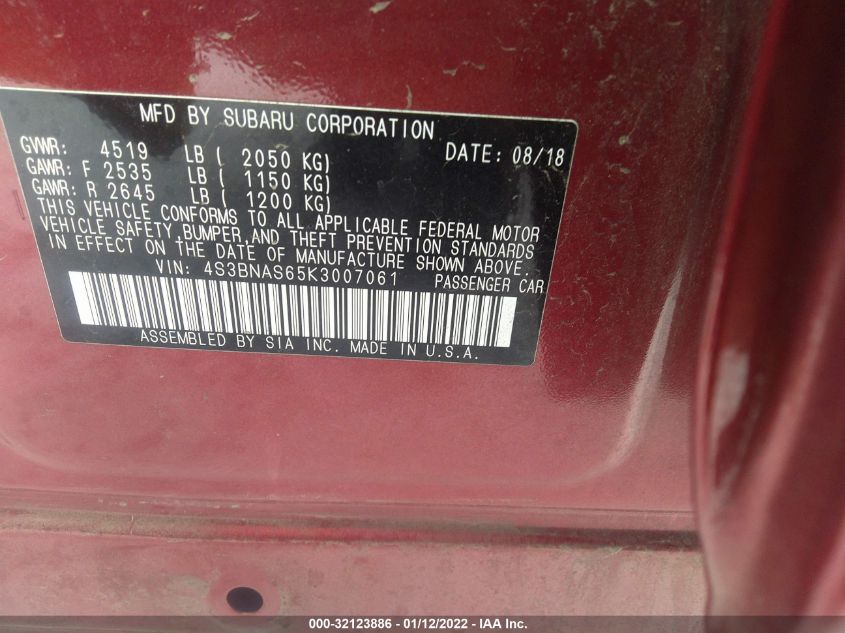 MFD BY SUBARU CORPORATION
GVWR: 4519 LB ( 2050 KG) DATE: 08/18
GAWR: F 2535 LB ( 1150 KG)
GAWR: R 2645 LB ( 1200 KG)
THIS VEHICLE CONFORMS TO ALL APPLICABLE FEDERAL MOTOR
VEHICLE SAFETY,BUMPER,AND THEFT PREVENTION STANDARDS
IN EFFECT ON THE DATE OF MANUFACTURE SHOWN ABOVE.
VIN: 4S3BNAS65K3007061 PASSENGER CAR
ASSEMBLED BY SIA INC. MADE IN U.S.A.
000-32123886 - 01/12/2022 - IAA Inc.